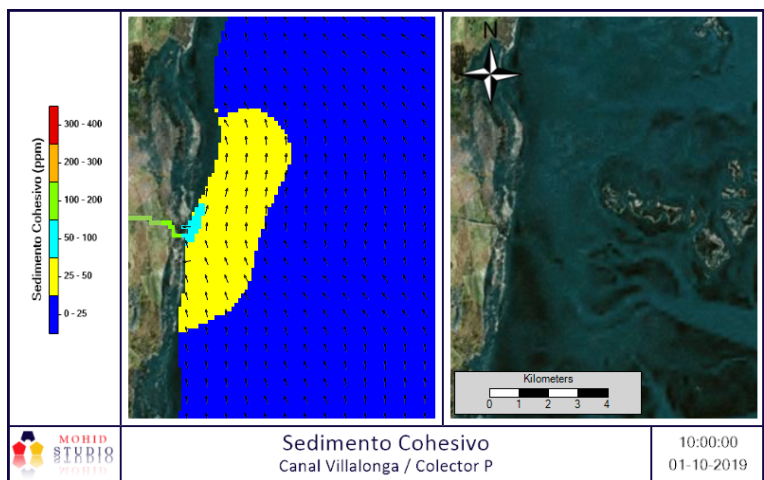 Sedimento Cohesivo (ppm)
300 - 400
200 - 300
100 - 200
50 - 100
25 - 50
0 - 25
N
Kilometers
0 1 2 3 4
MOHID
STUDIO
Sedimento Cohesivo
Canal Villalonga / Colector P
10:00:00
01-10-2019